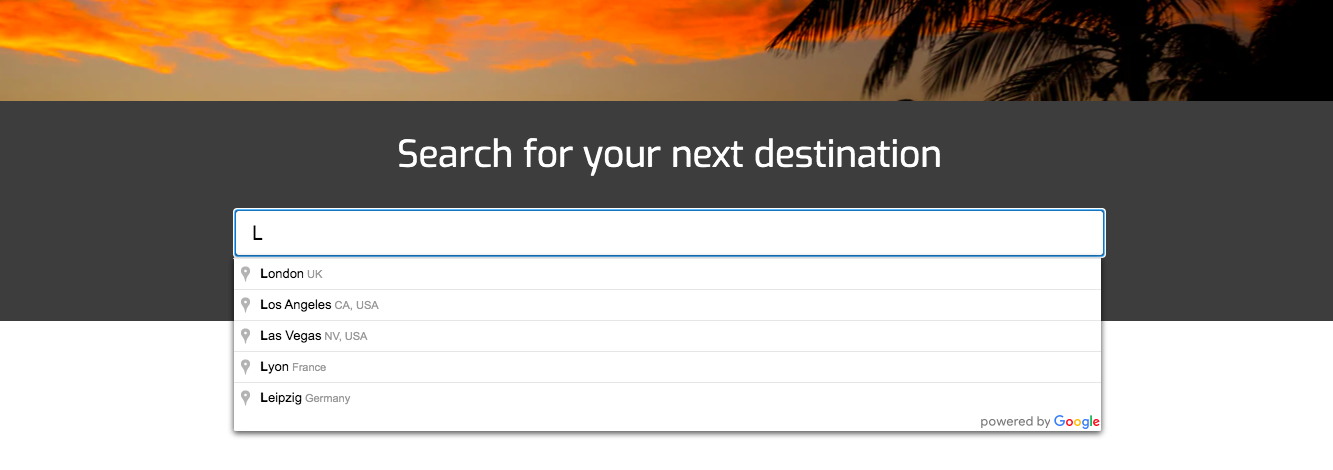 Search for your next destination
L
London UK
Los Angeles CA, USA
Las Vegas NV, USA
Lyon France
Leipzig Germany
powered by Google